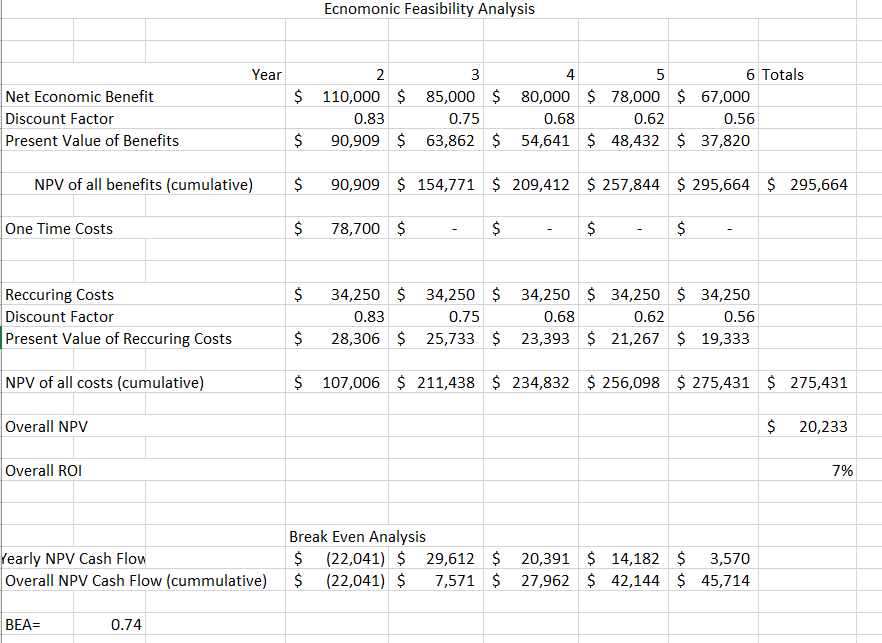 Ecnomonic Feasibility Analysis
Year 2 3 4 5 6 Totals
Net Economic Benefit $ 110,000 $ 85,000 $ 80,000 $ 78,000 $ 67,000
Discount Factor 0.83 0.75 0.68 0.62 0.56
Present Value of Benefits $ 90,909 $ 63,862 $ 54,641 $ 48,432 $ 37,820
NPV of all benefits (cumulative) $ 90,909 $ 154,771 $ 209,412 $ 257,844 $ 295,664 $ 295,664
One Time Costs $ 78,700 $ - $ - $ - $ -
Reccuring Costs $ 34,250 $ 34,250 $ 34,250 $ 34,250 $ 34,250
Discount Factor 0.83 0.75 0.68 0.62 0.56
Present Value of Reccuring Costs $ 28,306 $ 25,733 $ 23,393 $ 21,267 $ 19,333
NPV of all costs (cumulative) $ 107,006 $ 211,438 $ 234,832 $ 256,098 $ 275,431 $ 275,431
Overall NPV $ 20,233
Overall ROI 7%
Break Even Analysis
Yearly NPV Cash Flow $ (22,041) $ 29,612 $ 20,391 $ 14,182 $ 3,570
Overall NPV Cash Flow (cummulative) $ (22,041) $ 7,571 $ 27,962 $ 42,144 $ 45,714
BEA= 0.74